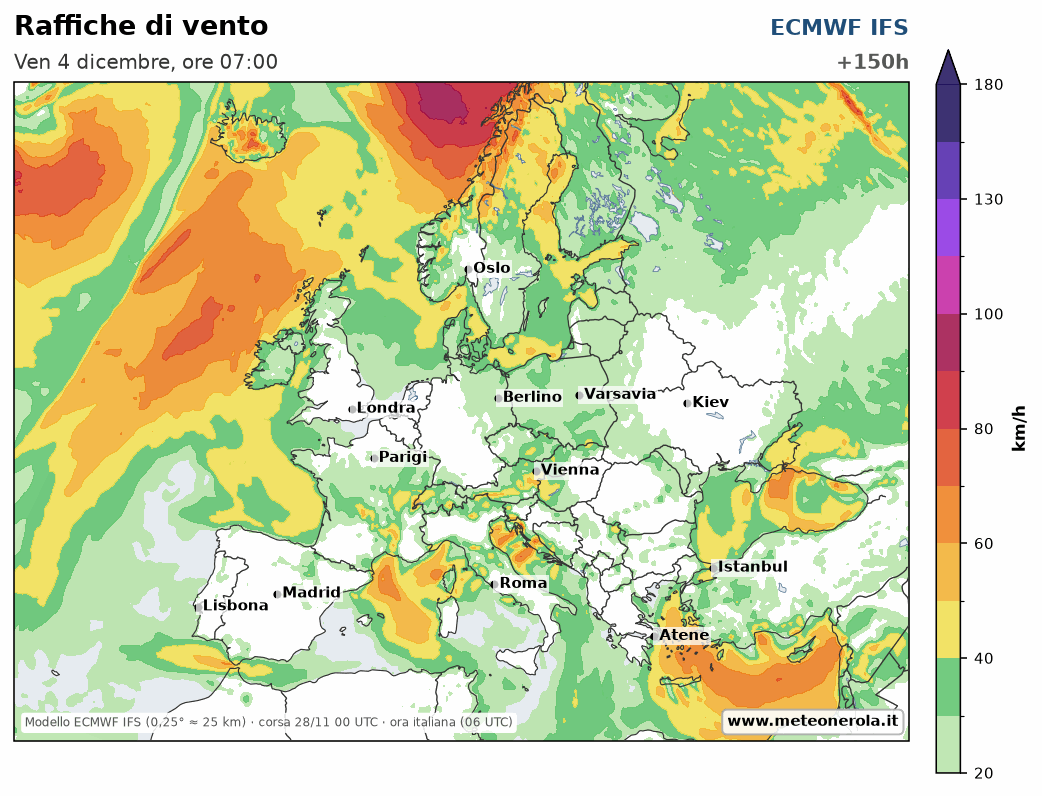 Raffiche di vento
ECMWF IFS
Ven 4 dicembre, ore 07:00
+150h
180
130
100
80
60
40
20
km/h
Oslo
Berlino
Varsavia
Kiev
Londra
Parigi
Vienna
Istanbul
Roma
Madrid
Lisbona
Atene
Modello ECMWF IFS (0,25° ≈ 25 km) · corsa 28/11 00 UTC · ora italiana (06 UTC)
www.meteonerola.it